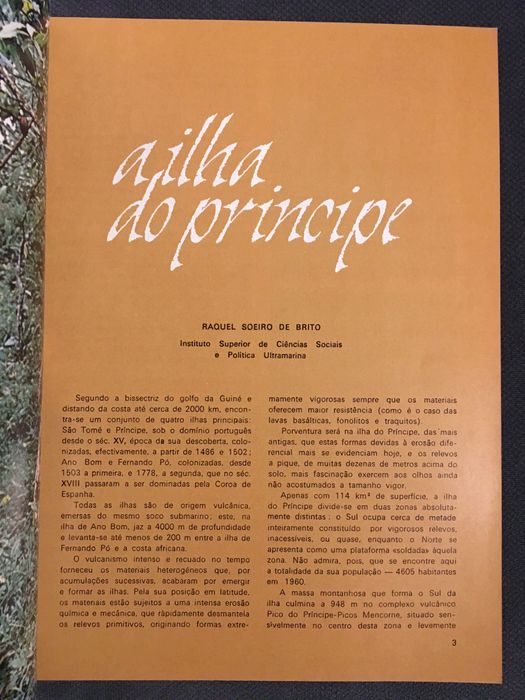 a ilha
do principe
RAQUEL SOEIRO DE BRITO
Instituto Superior de Ciências Sociais
e Política Ultramarina
Segundo a bissectriz do golfo da Guiné e
distando da costa até cerca de 2000 km, encon-
tra-se um conjunto de quatro ilhas principais:
São Tomé e Príncipe, sob o domínio português
desde o séc. XV, época da sua descoberta, colo-
nizadas, efectivamente, a partir de 1486 e 1502;
Ano Bom e Fernando Pó, colonizadas, desde
1503 a primeira, e 1778, a segunda, que no séc.
XVIII passaram a ser dominadas pela Coroa de
Espanha.
Todas as ilhas são de origem vulcânica,
emersas do mesmo soco submarino; este, na
ilha de Ano Bom, jaz a 4000 m de profundidade
e levanta-se até menos de 200 m entre a ilha de
Fernando Pó e a costa africana.
O vulcanismo intenso e recuado no tempo
forneceu os materiais heterogéneos que, por
acumulações sucessivas, acabaram por emergir
e formar as ilhas. Pela sua posição em latitude,
os materiais estão sujeitos a uma intensa erosão
química e mecânica, que ràpidamente desmantela
os relevos primitivos, originando formas extre-
mamente vigorosas sempre que os materiais
oferecem maior resistência (como é o caso das
lavas basálticas, fonolitos e traquitos).
Porventura será na ilha do Príncipe, das mais
antigas, que estas formas devidas à erosão dife-
rencial mais se evidenciam hoje, e os relevos
a pique, de muitas dezenas de metros acima do
solo, mais fascinação exercem aos olhos ainda
não acostumados a tamanho vigor.
Apenas com 114 km² de superfície, a ilha
do Príncipe divide-se em duas zonas absoluta-
mente distintas: o Sul ocupa cerca de metade
inteiramente constituído por vigorosos relevos,
inacessíveis, ou quase, enquanto o Norte se
apresenta como uma plataforma «soldada» àquela
zona. Não admira, pois, que se encontre aqui
a totalidade da sua população — 4605 habitantes
em 1960.
A massa montanhosa que forma o Sul da
ilha culmina a 948 m no complexo vulcânico
Pico do Príncipe-Picos Mencorne, situado sen-
sìvelmente no centro desta zona e levemente
3